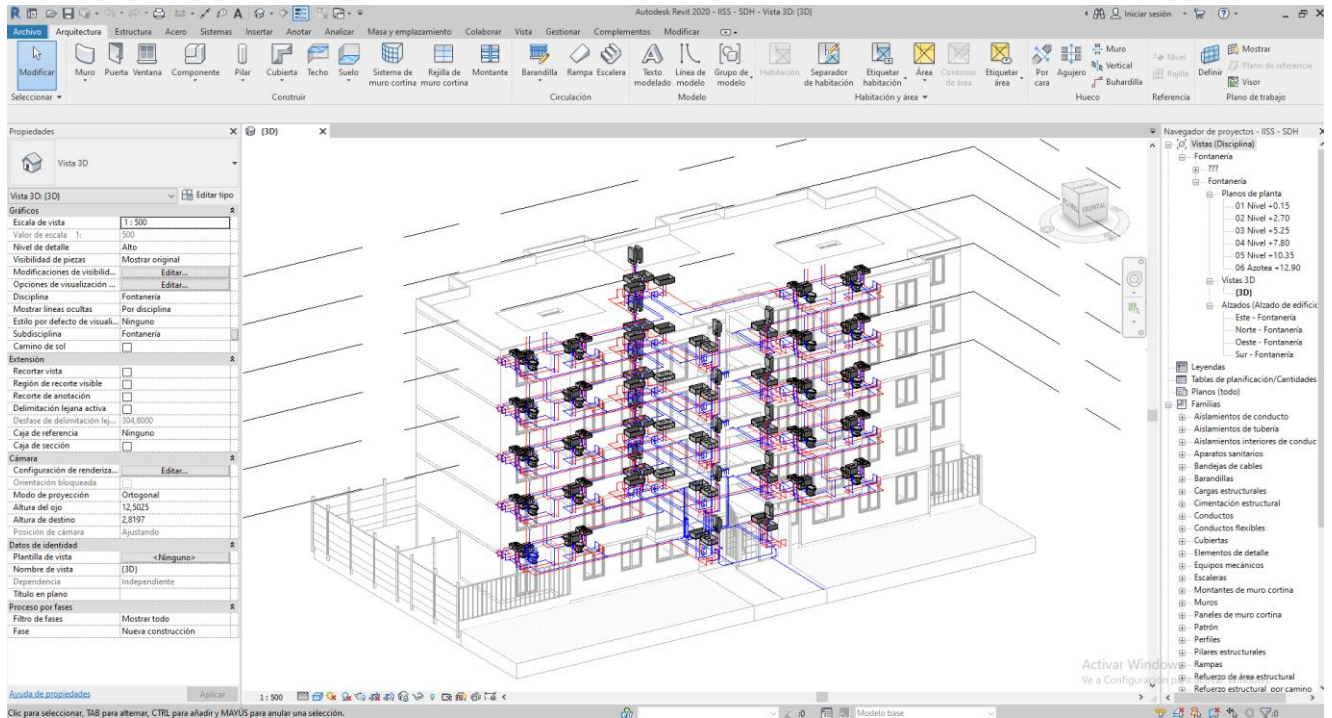 Autodesk Revit 2020 - IISS - SDH - Vista 3D: {3D}
Iniciar sesión
Archivo Arquitectura Estructura Acero Sistemas Insertar Anotar Analizar Masa y emplazamiento Colaborar Vista Gestionar Complementos Modificar
Modificar
Muro Puerta Ventana Componente Pilar Cubierta Techo Suelo Sistema de muro cortina Rejilla de muro cortina Montante
Barandilla Rampa Escalera
Texto modelado Línea de modelo Grupo de modelo
Habitación Separador de habitación Etiquetar habitación Área Contorno de área Etiquetar área
Por cara Agujero Muro Vertical Buhardilla
Nivel Rejilla
Definir Mostrar Plano de referencia Visor
Seleccionar Construir Circulación Modelo Habitación y área Hueco Referencia Plano de trabajo
Propiedades
Vista 3D
Vista 3D: {3D} Editar tipo
Gráficos
Escala de vista 1 : 500
Valor de escala 1: 500
Nivel de detalle Alto
Visibilidad de piezas Mostrar original
Modificaciones de visibilid... Editar...
Opciones de visualización ... Editar...
Disciplina Fontanería
Mostrar líneas ocultas Por disciplina
Estilo por defecto de visuali... Ninguno
Subdisciplina Fontanería
Camino de sol
Extensión
Recortar vista
Región de recorte visible
Recorte de anotación
Delimitación lejana activa
Desfase de delimitación lej... 304,8000
Caja de referencia Ninguno
Caja de sección
Cámara
Configuración de renderiza... Editar...
Orientación bloqueada
Modo de proyección Ortogonal
Altura del ojo 12,5025
Altura de destino 2,8197
Posición de cámara Ajustando
Datos de identidad
Plantilla de vista <Ninguno>
Nombre de vista {3D}
Dependencia Independiente
Título en plano
Proceso por fases
Filtro de fases Mostrar todo
Fase Nueva construcción
Ayuda de propiedades Aplicar
{3D}
FRONTAL
1 : 500
Navegador de proyectos - IISS - SDH
Vistas (Disciplina)
Fontanería
???
Fontanería
Planos de planta
01 Nivel +0.15
02 Nivel +2.70
03 Nivel +5.25
04 Nivel +7.80
05 Nivel +10.35
06 Azotea +12.90
Vistas 3D
{3D}
Alzados (Alzado de edificio
Este - Fontanería
Norte - Fontanería
Oeste - Fontanería
Sur - Fontanería
Leyendas
Tablas de planificación/Cantidades
Planos (todo)
Familias
Aislamientos de conducto
Aislamientos de tubería
Aislamientos interiores de conduc
Aparatos sanitarios
Bandejas de cables
Barandillas
Cargas estructurales
Cimentación estructural
Conductos
Conductos flexibles
Cubiertas
Elementos de detalle
Equipos mecánicos
Escaleras
Montantes de muro cortina
Muros
Paneles de muro cortina
Patrón
Perfiles
Pilares estructurales
Rampas
Refuerzo de área estructural
Refuerzo estructural por camino
Activar Windows
Ve a Configuración
Clic para seleccionar, TAB para alternar, CTRL para añadir y MAYÚS para anular una selección.
:0 Modelo base
:0